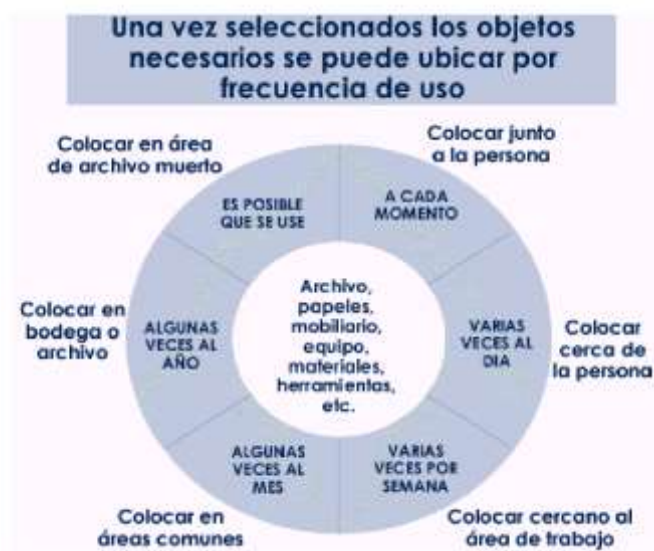 Una vez seleccionados los objetos
necesarios se puede ubicar por
frecuencia de uso
Colocar junto
a la persona
A CADA
MOMENTO
Colocar
cerca de
la persona
VARIAS
VECES AL
DIA
Colocar cercano al
área de trabajo
VARIAS
VECES POR
SEMANA
Colocar en
áreas comunes
ALGUNAS
VECES AL
MES
Colocar en
bodega o
archivo
ALGUNAS
VECES AL
AÑO
Colocar en área
de archivo muerto
ES POSIBLE
QUE SE USE
Archivo,
papeles,
mobiliario,
equipo,
materiales,
herramientas,
etc.